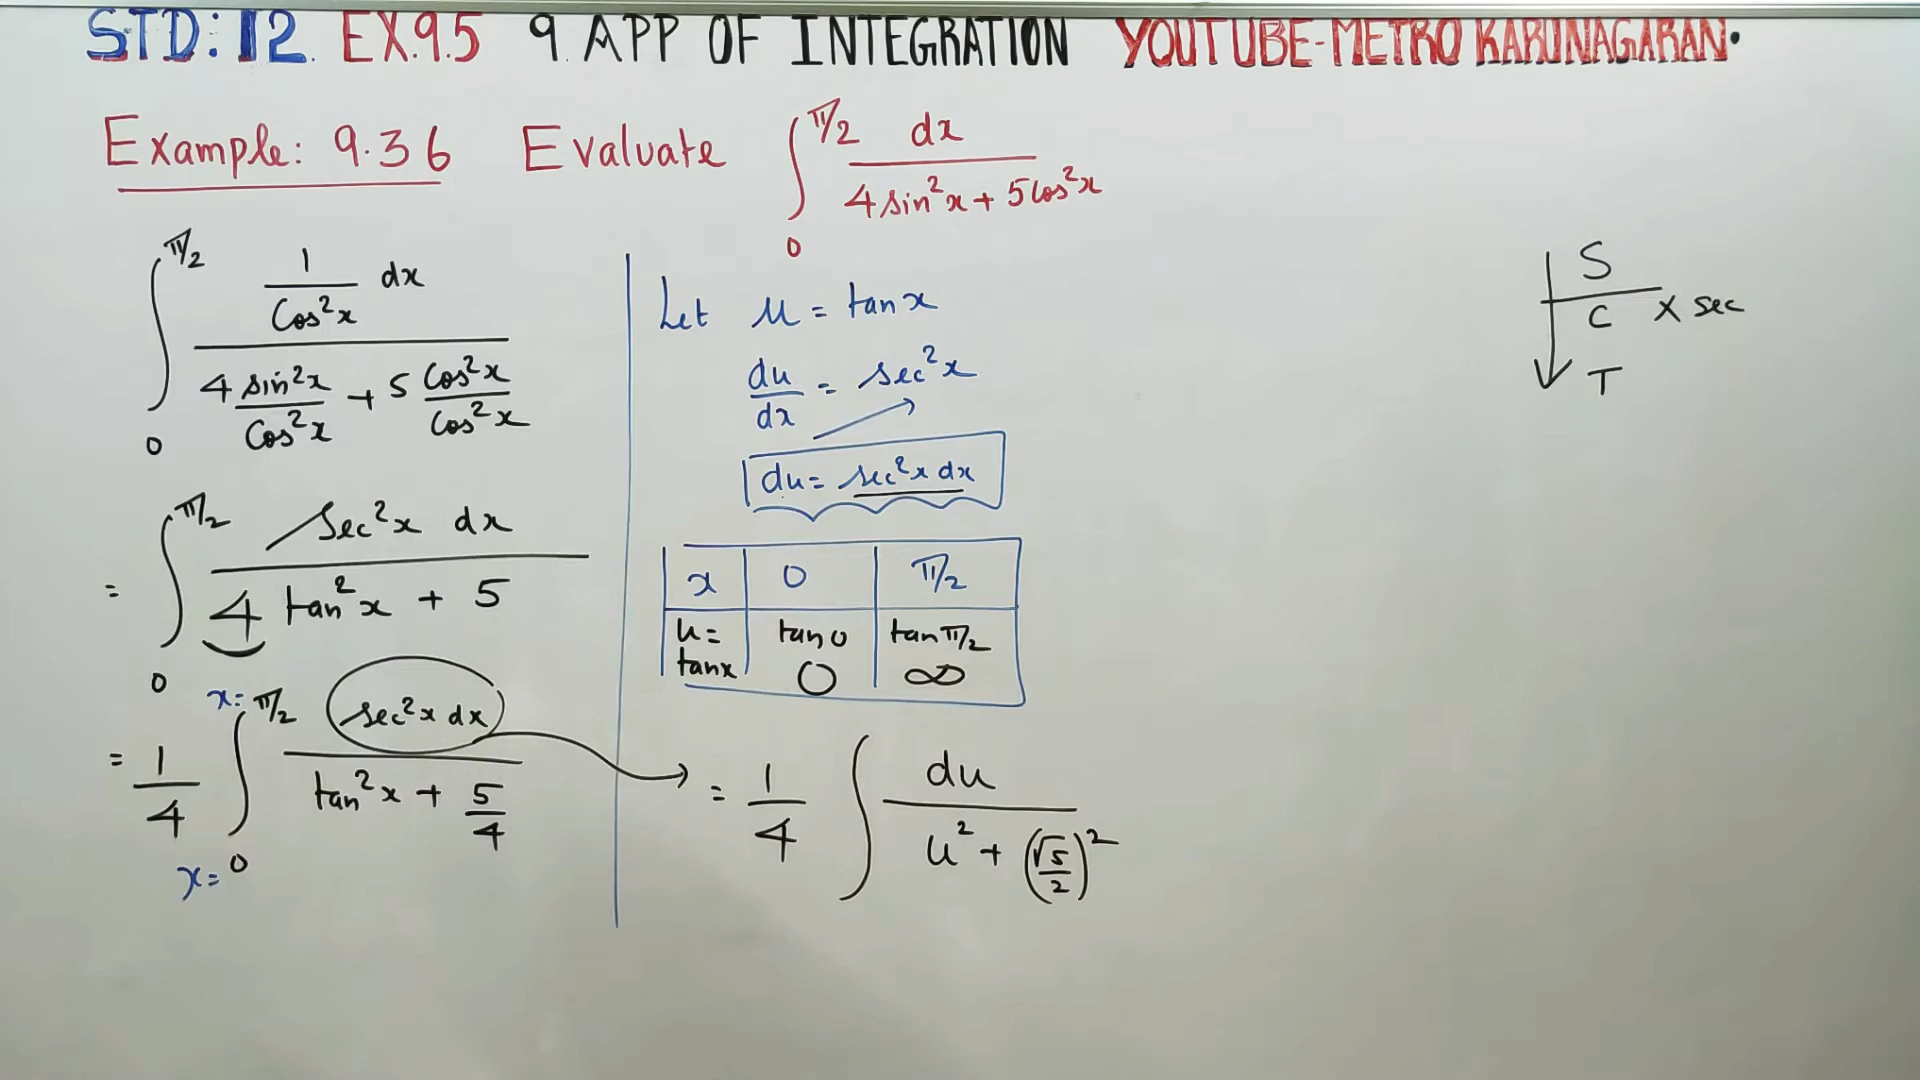 STD: 12. EX.9.5 9. APP OF INTEGRATION YOUTUBE-METRO KARUNAGARAN.
Example: 9.36 Evaluate ∫₀^{π/2} dx / (4 sin²x + 5 cos²x)
∫₀^{π/2} (1/Cos²x) dx / (4 sin²x/Cos²x + 5 Cos²x/Cos²x)
= ∫₀^{π/2} Sec²x dx / (4 tan²x + 5)
= 1/4 ∫_{x=0}^{x=π/2} sec²x dx / (tan²x + 5/4)
Let u = tan x
du/dx = sec²x
du = sec²x dx
x 0 π/2
u = tanx tan 0 tan π/2
0 ∞
= 1/4 ∫ du / (u² + (√5/2)²)
S
C × sec
T